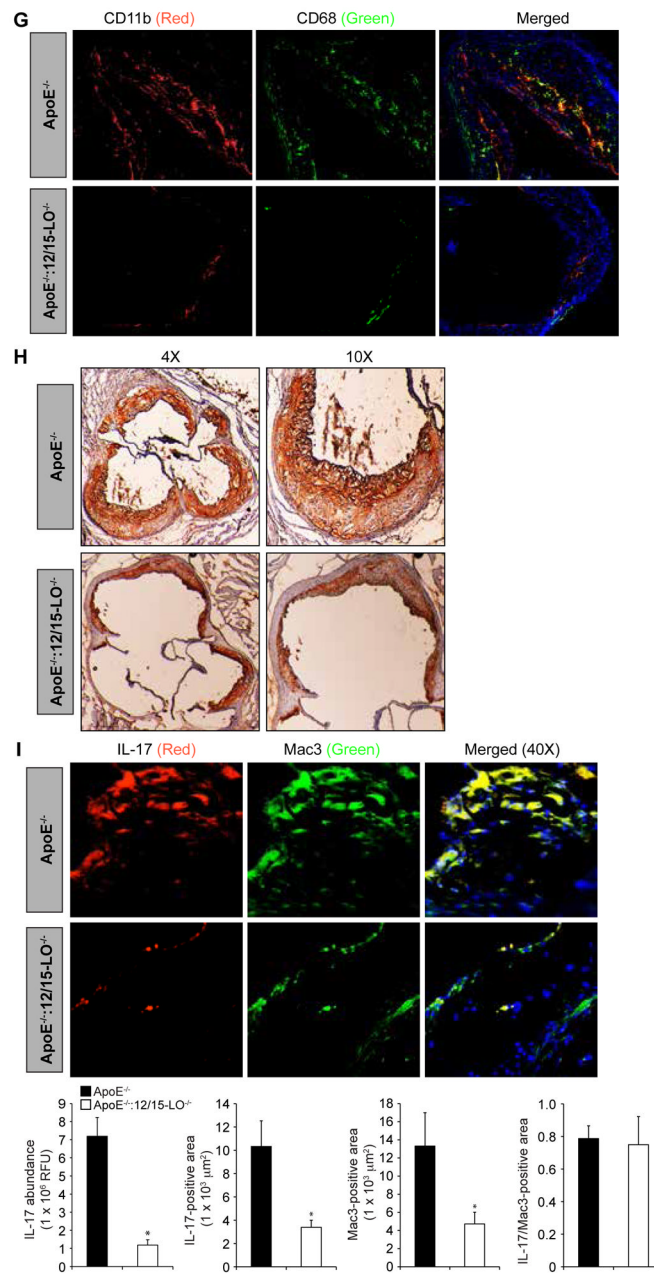 G
CD11b (Red)
CD68 (Green)
Merged
ApoE-/-
ApoE-/-:12/15-LO-/-
H
4X
10X
ApoE-/-
ApoE-/-:12/15-LO-/-
I
IL-17 (Red)
Mac3 (Green)
Merged (40X)
ApoE-/-
ApoE-/-:12/15-LO-/-
ApoE-/-
ApoE-/-:12/15-LO-/-
IL-17 abundance
(1 x 10⁶ RFU)
8
7
6
5
4
3
2
1
0
*
IL-17-positive area
(1 x 10³ µm²)
14
12
10
8
6
4
2
0
*
Mac3-positive area
(1 x 10³ µm²)
18
16
14
12
10
8
6
4
2
0
*
IL-17/Mac3-positive area
1.0
0.8
0.6
0.4
0.2
0